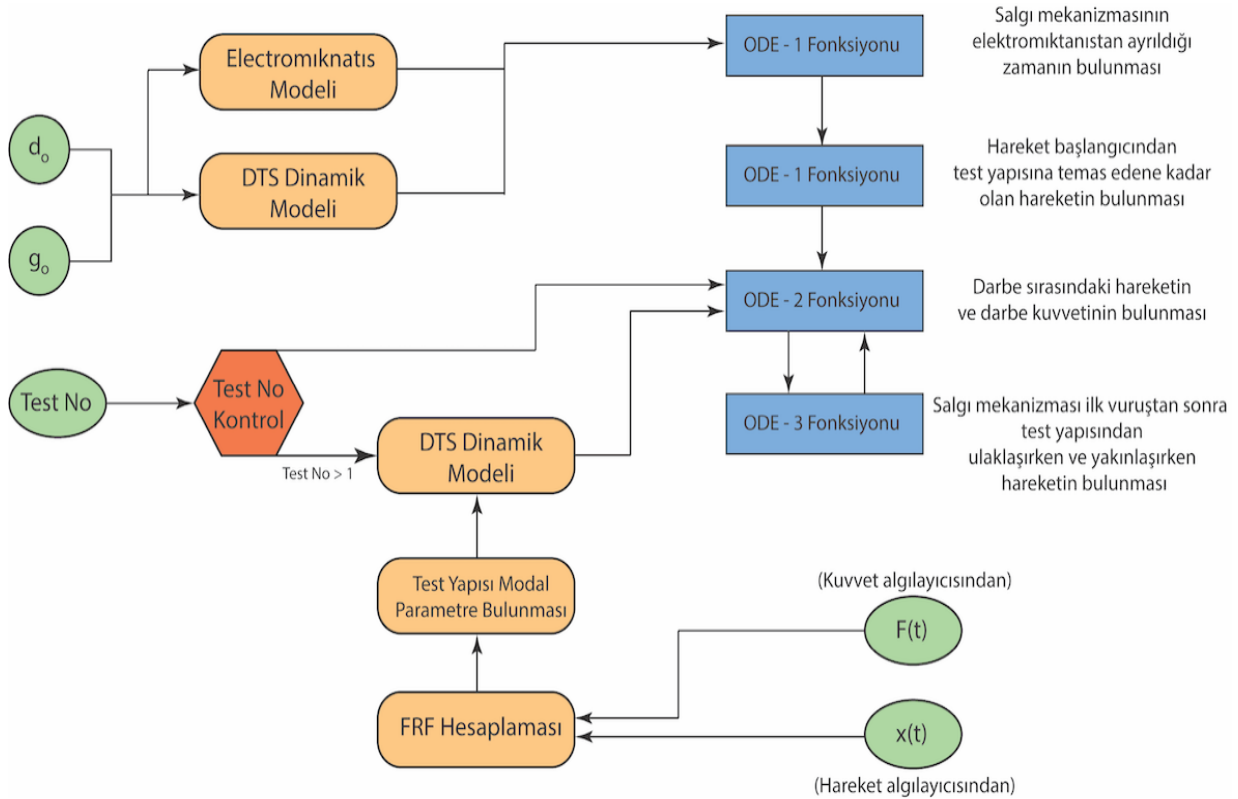 Electromıknatıs
Modeli
DTS Dinamik
Modeli
do
go
ODE - 1 Fonksiyonu
Salgı mekanizmasının
elektromıktanıstan ayrıldığı
zamanın bulunması
ODE - 1 Fonksiyonu
Hareket başlangıcından
test yapısına temas edene kadar
olan hareketin bulunması
ODE - 2 Fonksiyonu
Darbe sırasındaki hareketin
ve darbe kuvvetinin bulunması
Test No
Test No
Kontrol
Test No > 1
DTS Dinamik
Modeli
ODE - 3 Fonksiyonu
Salgı mekanizması ilk vuruştan sonra
test yapısından
ulaklaşırken ve yakınlaşırken
hareketin bulunması
Test Yapısı Modal
Parametre Bulunması
FRF Hesaplaması
(Kuvvet algılayıcısından)
F(t)
x(t)
(Hareket algılayıcısından)